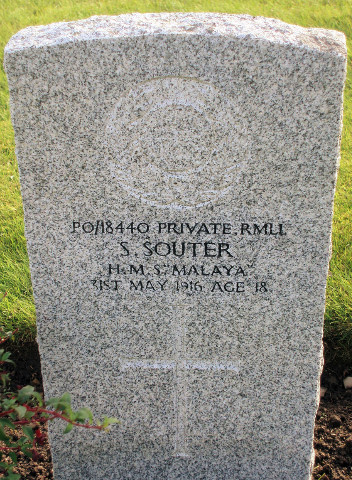 PO/18440 PRIVATE RMLI
S. SOUTER
H.M.S. "MALAYA"
31ST MAY 1916 AGE 18